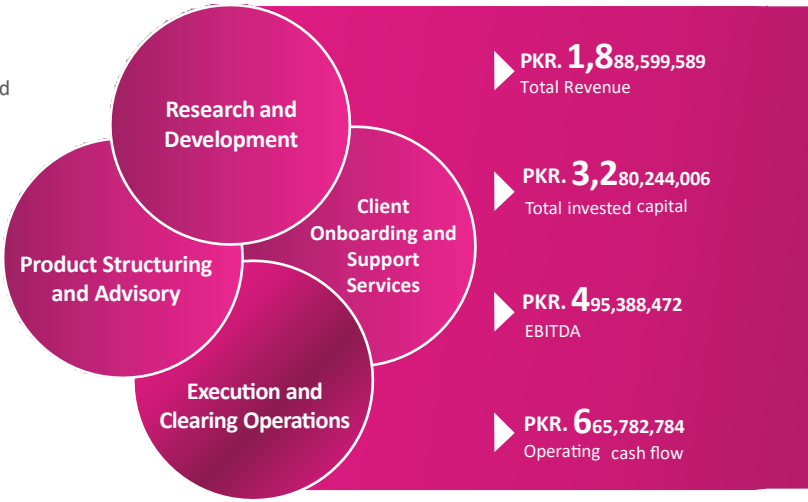 d
Research and
Development
Client
Onboarding and
Support
Services
Product Structuring
and Advisory
Execution and
Clearing Operations
PKR. 1,888,599,589
Total Revenue
PKR. 3,280,244,006
Total invested capital
PKR. 495,388,472
EBITDA
PKR. 665,782,784
Operating cash flow